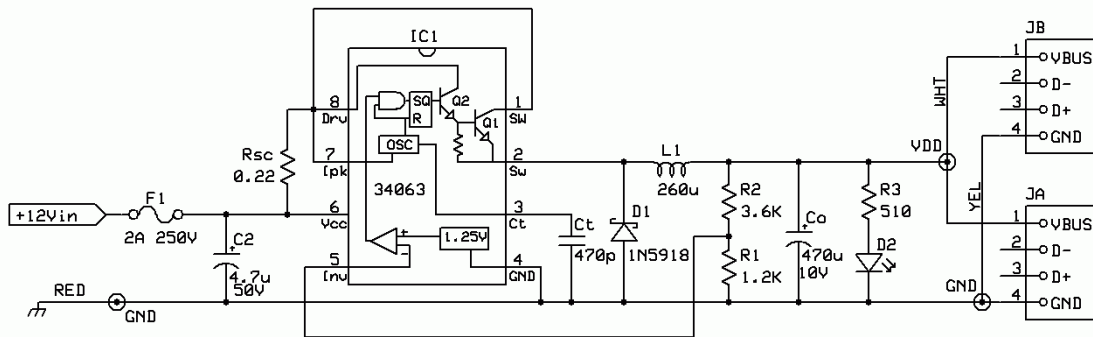 JB
IC1
1
VBUS
WHT
2
D-
8
SQ
Q2
1
3
D+
Drv
R
Q1
SW
4
GND
OSC
L1
VDD
Rsc
7
2
0.22
Ipk
Sw
260u
R2
R3
YEL
JA
F1
34063
3.6K
510
+12Vin
6
3
D1
1
VBUS
2A 250V
Vcc
Ct
Ct
Co
D2
C2
+
1.25V
470p
1N5918
R1
470u
2
D-
4.7u
5
-
4
1.2K
10V
3
D+
50V
Inv
GND
RED
GND
4
GND
GND